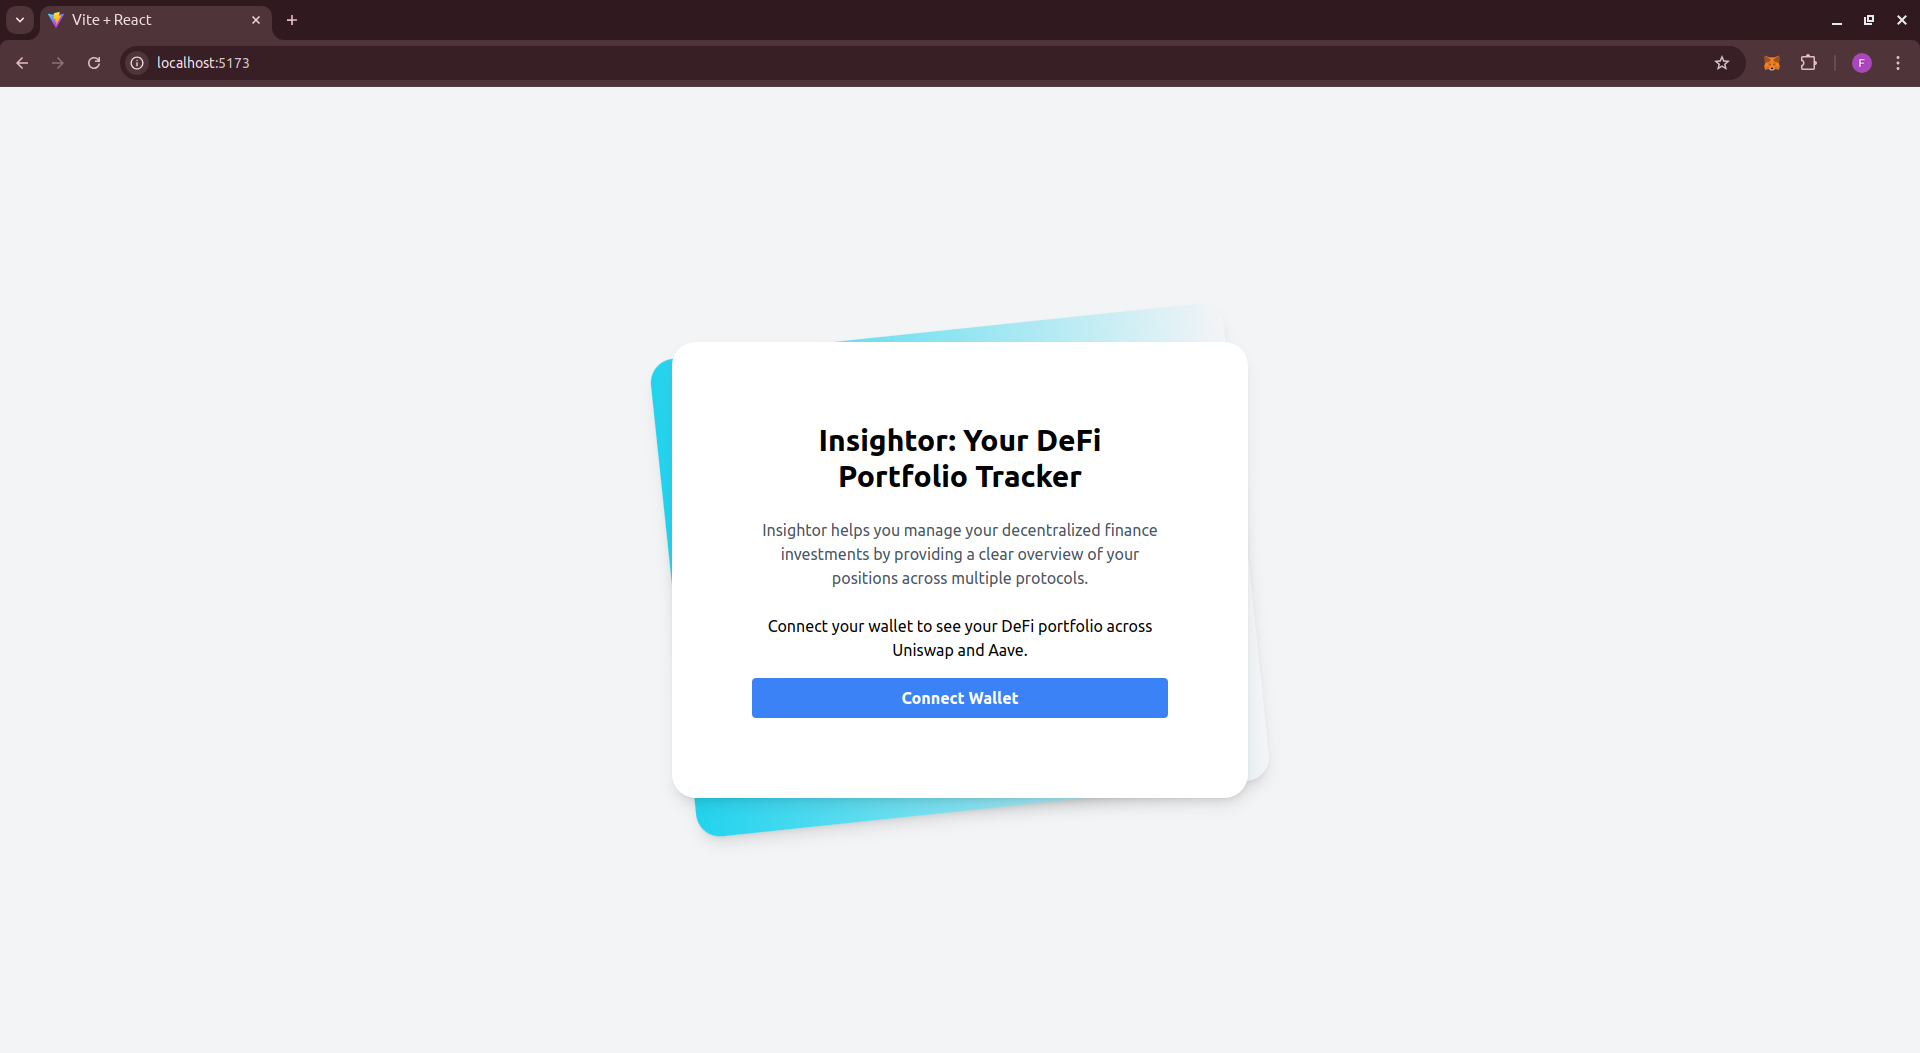 Vite + React
localhost:5173
F
Insightor: Your DeFi
Portfolio Tracker
Insightor helps you manage your decentralized finance
investments by providing a clear overview of your
positions across multiple protocols.
Connect your wallet to see your DeFi portfolio across
Uniswap and Aave.
Connect Wallet